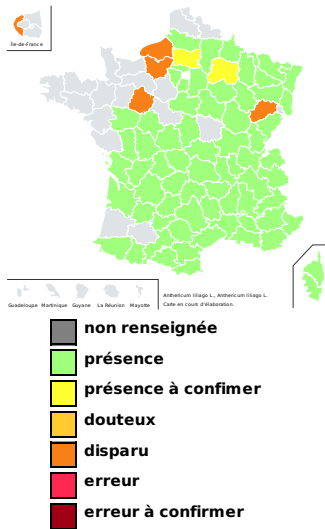 Île-de-France
Guadeloupe Martinique Guyane La Réunion Mayotte
Anthericum liliago L., Anthericum liliago L.
Carte en cours d'élaboration.
non renseignée
présence
présence à confimer
douteux
disparu
erreur
erreur à confirmer